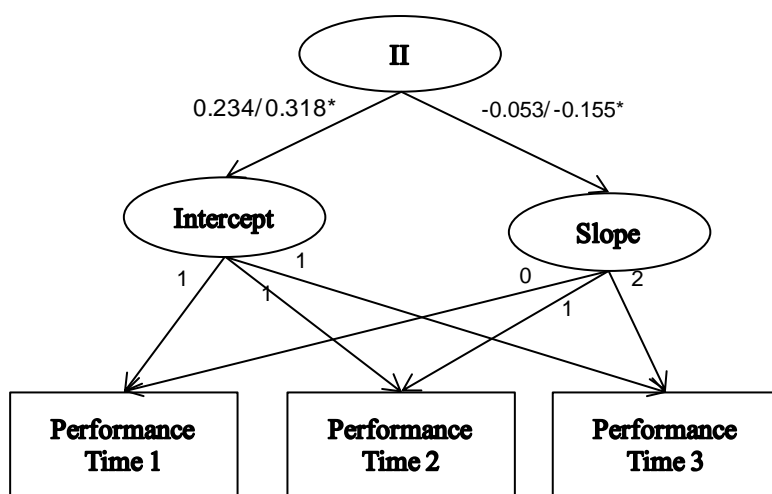 II
0.234/ 0.318*
-0.053/ -0.155*
Intercept
Slope
1
1
1
0
1
2
Performance
Time 1
Performance
Time 2
Performance
Time 3